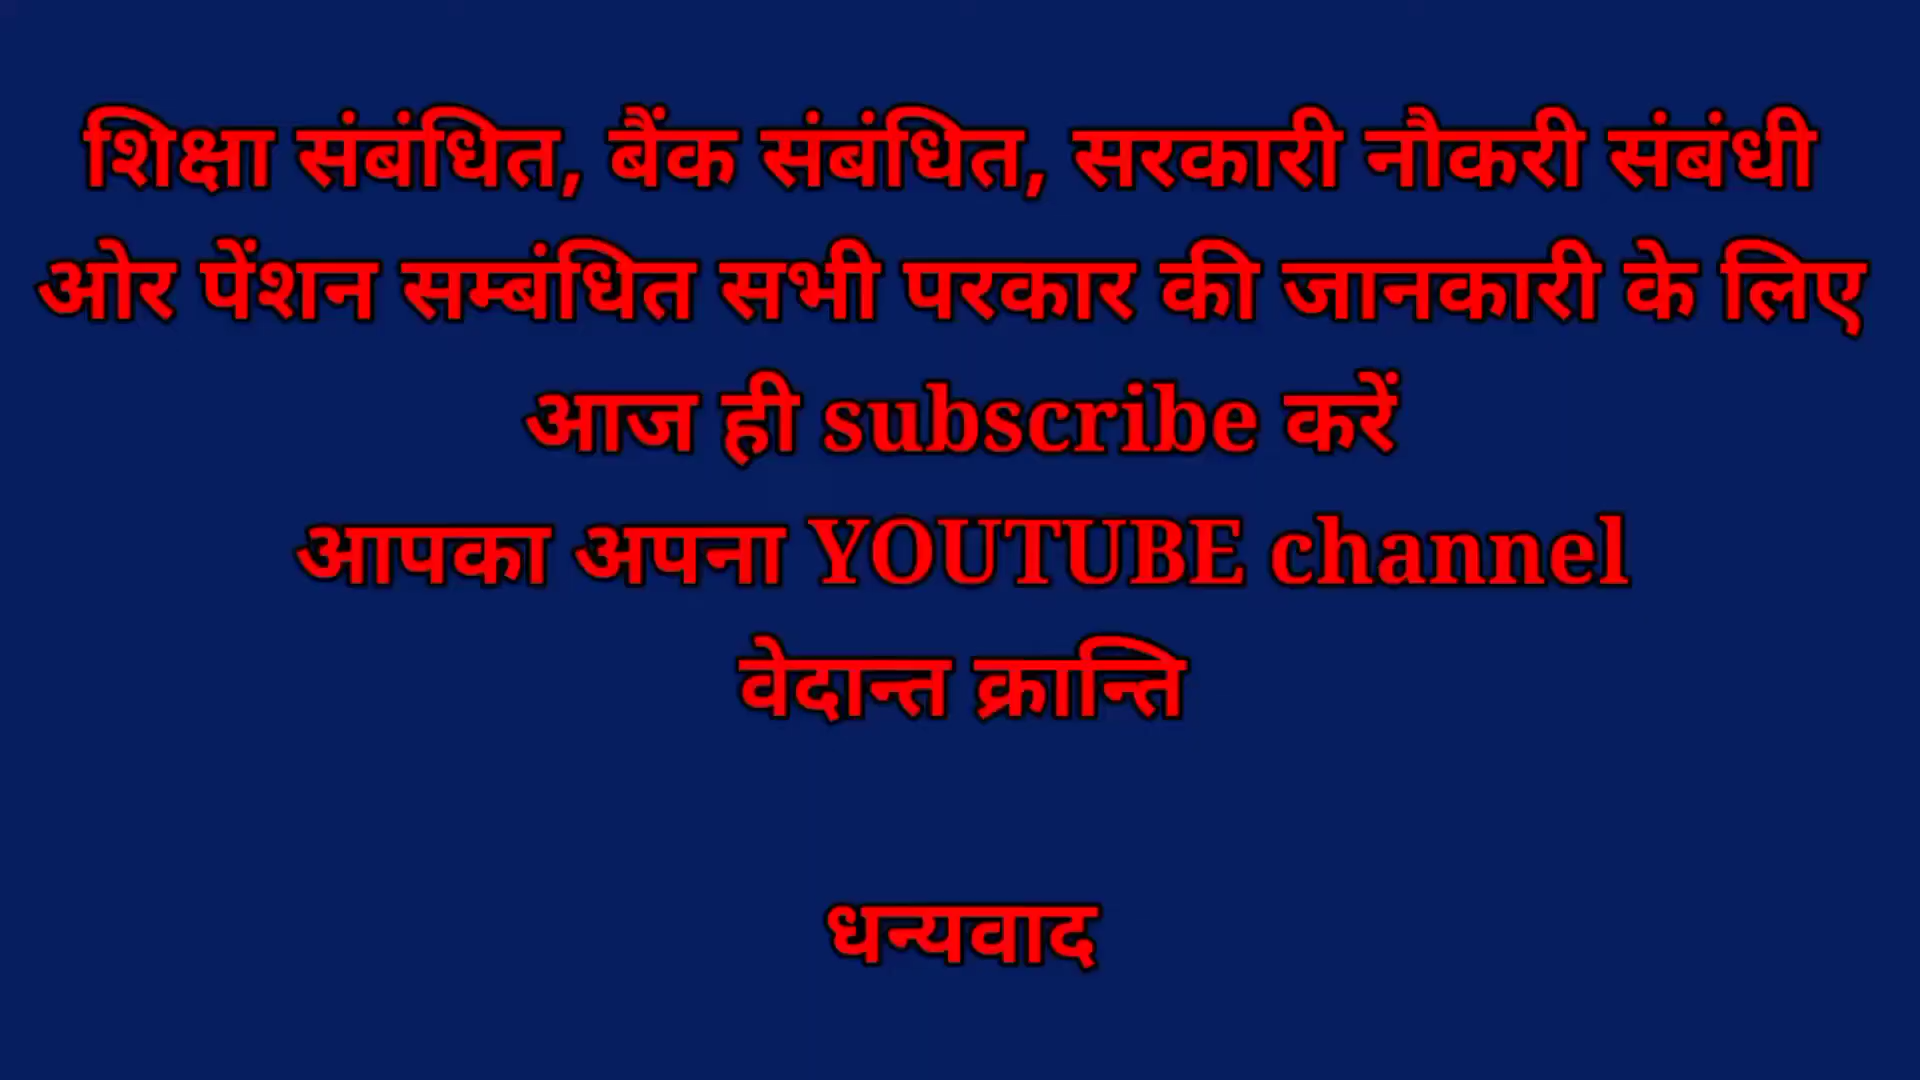 शिक्षा संबंधित, बैंक संबंधित, सरकारी नौकरी संबंधी
ओर पेंशन सम्बंधित सभी परकार की जानकारी के लिए
आज ही subscribe करें
आपका अपना YOUTUBE channel
वेदान्त क्रान्ति
धन्यवाद